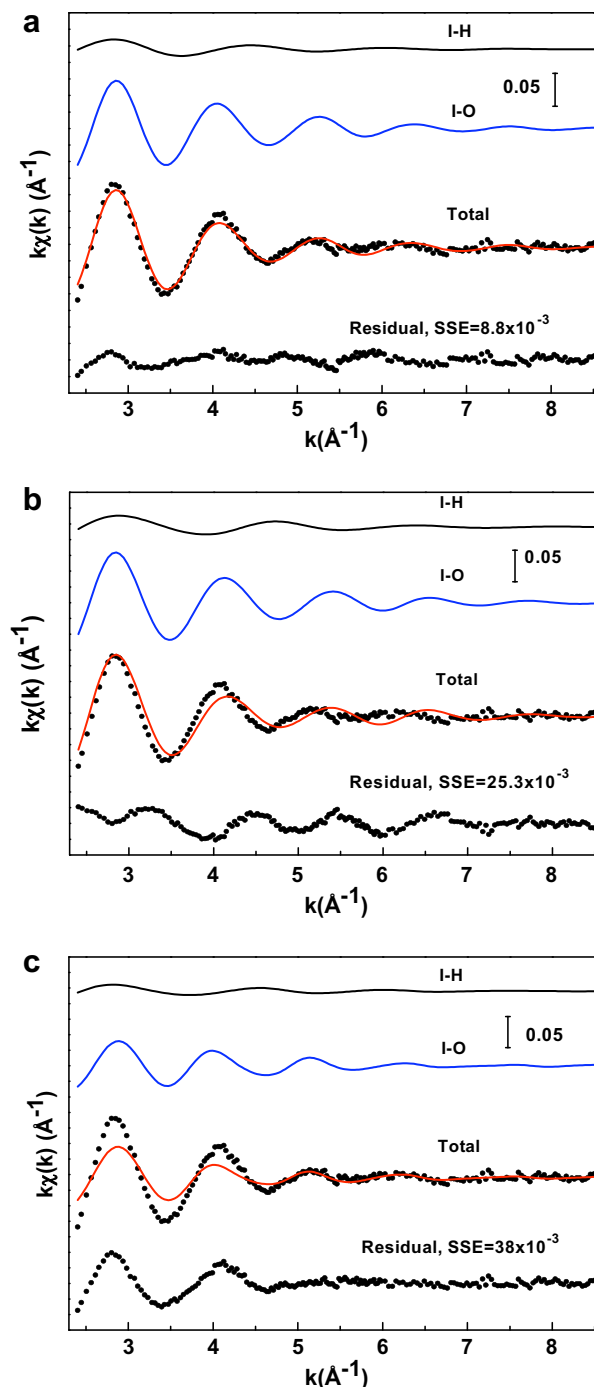 a
I-H
0.05
I-O
kχ(k) (Å⁻¹)
Total
Residual, SSE=8.8x10⁻³
3 4 5 6 7 8
k(Å⁻¹)
b
I-H
0.05
I-O
kχ(k) (Å⁻¹)
Total
Residual, SSE=25.3x10⁻³
3 4 5 6 7 8
k(Å⁻¹)
c
I-H
0.05
I-O
kχ(k) (Å⁻¹)
Total
Residual, SSE=38x10⁻³
3 4 5 6 7 8
k(Å⁻¹)